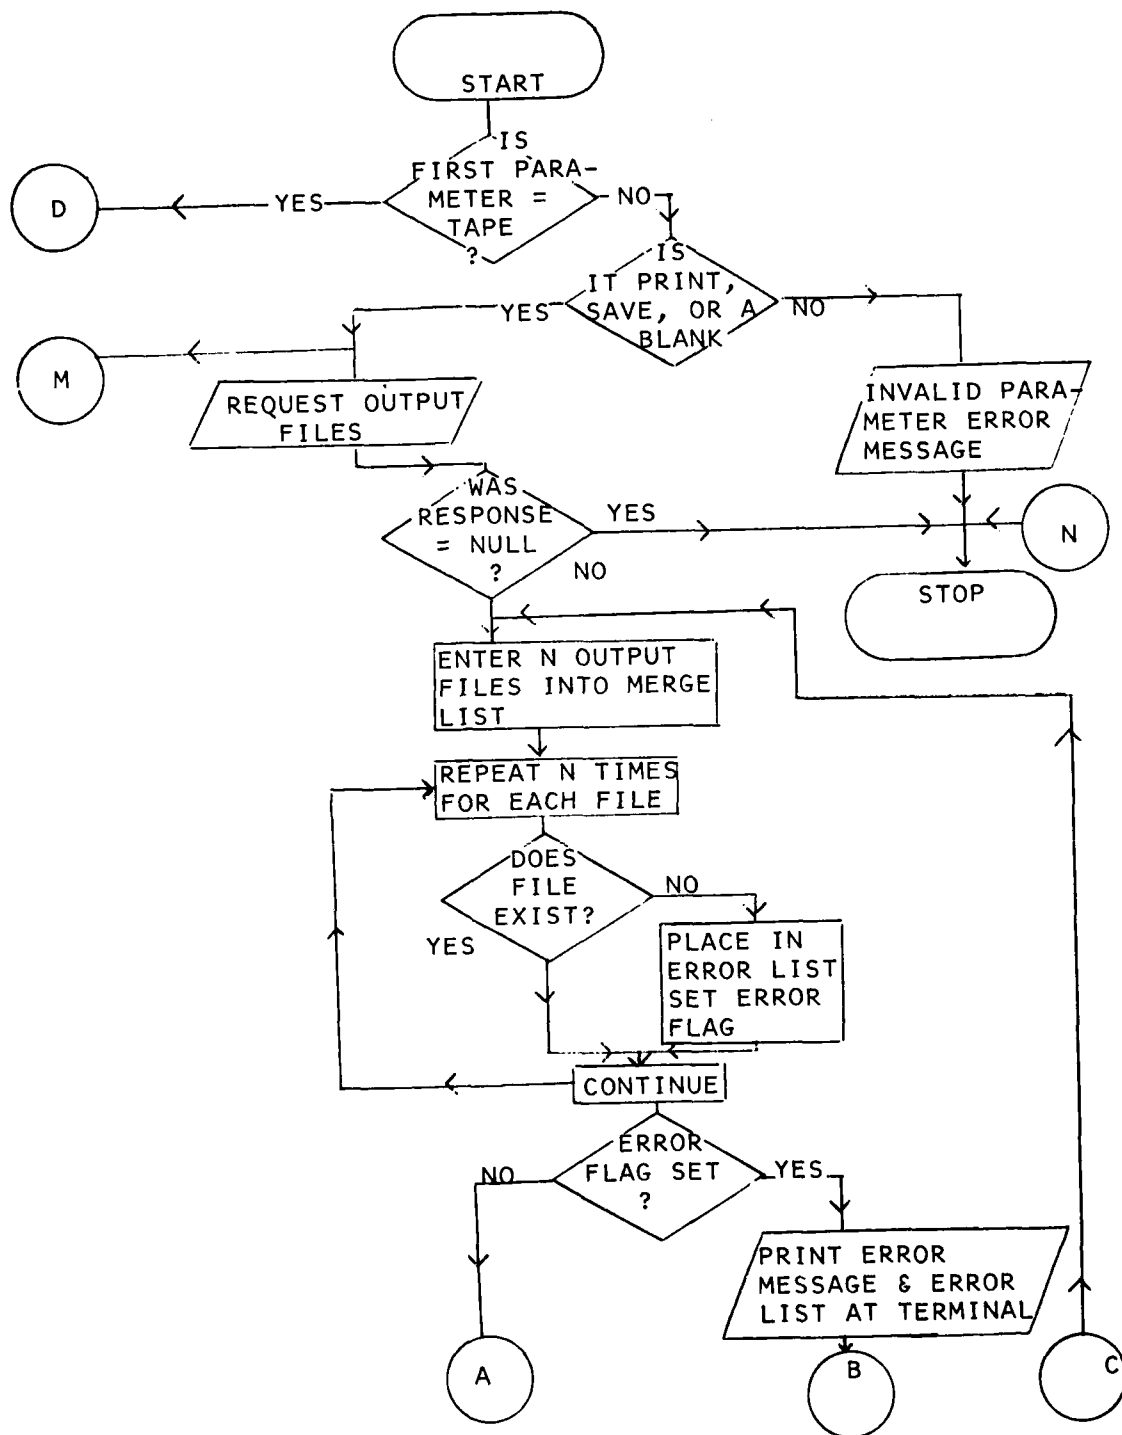 START
IS
FIRST PARA-
METER =
TAPE
?
YES
NO
D
IS
IT PRINT,
SAVE, OR A
BLANK
YES
NO
M
REQUEST OUTPUT
FILES
INVALID PARA-
METER ERROR
MESSAGE
WAS
RESPONSE
= NULL
?
YES
NO
N
STOP
ENTER N OUTPUT
FILES INTO MERGE
LIST
REPEAT N TIMES
FOR EACH FILE
DOES
FILE
EXIST?
NO
YES
PLACE IN
ERROR LIST
SET ERROR
FLAG
CONTINUE
ERROR
FLAG SET
?
NO
YES
PRINT ERROR
MESSAGE & ERROR
LIST AT TERMINAL
A
B
C